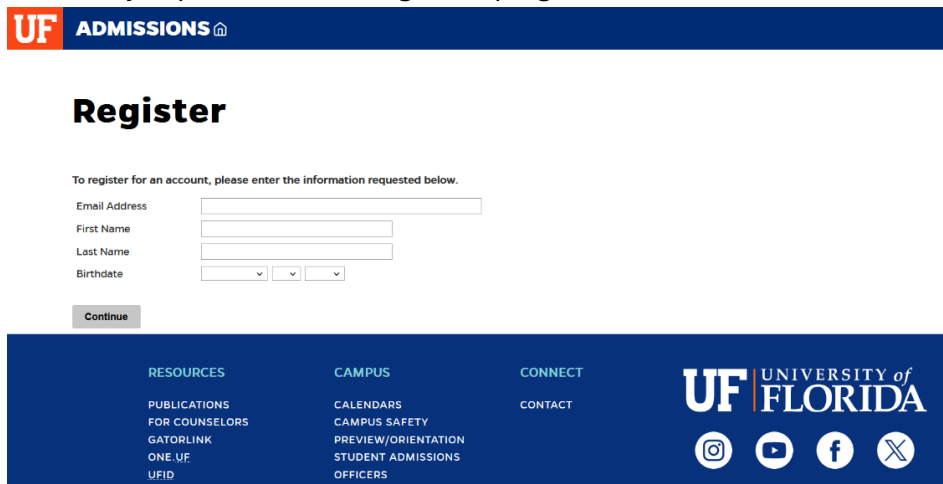 UF ADMISSIONS
Register
To register for an account, please enter the information requested below.
Email Address
First Name
Last Name
Birthdate
Continue
RESOURCES
PUBLICATIONS
FOR COUNSELORS
GATORLINK
ONE.UF
UFID
CAMPUS
CALENDARS
CAMPUS SAFETY
PREVIEW/ORIENTATION
STUDENT ADMISSIONS
OFFICERS
CONNECT
CONTACT
UF UNIVERSITY of
FLORIDA